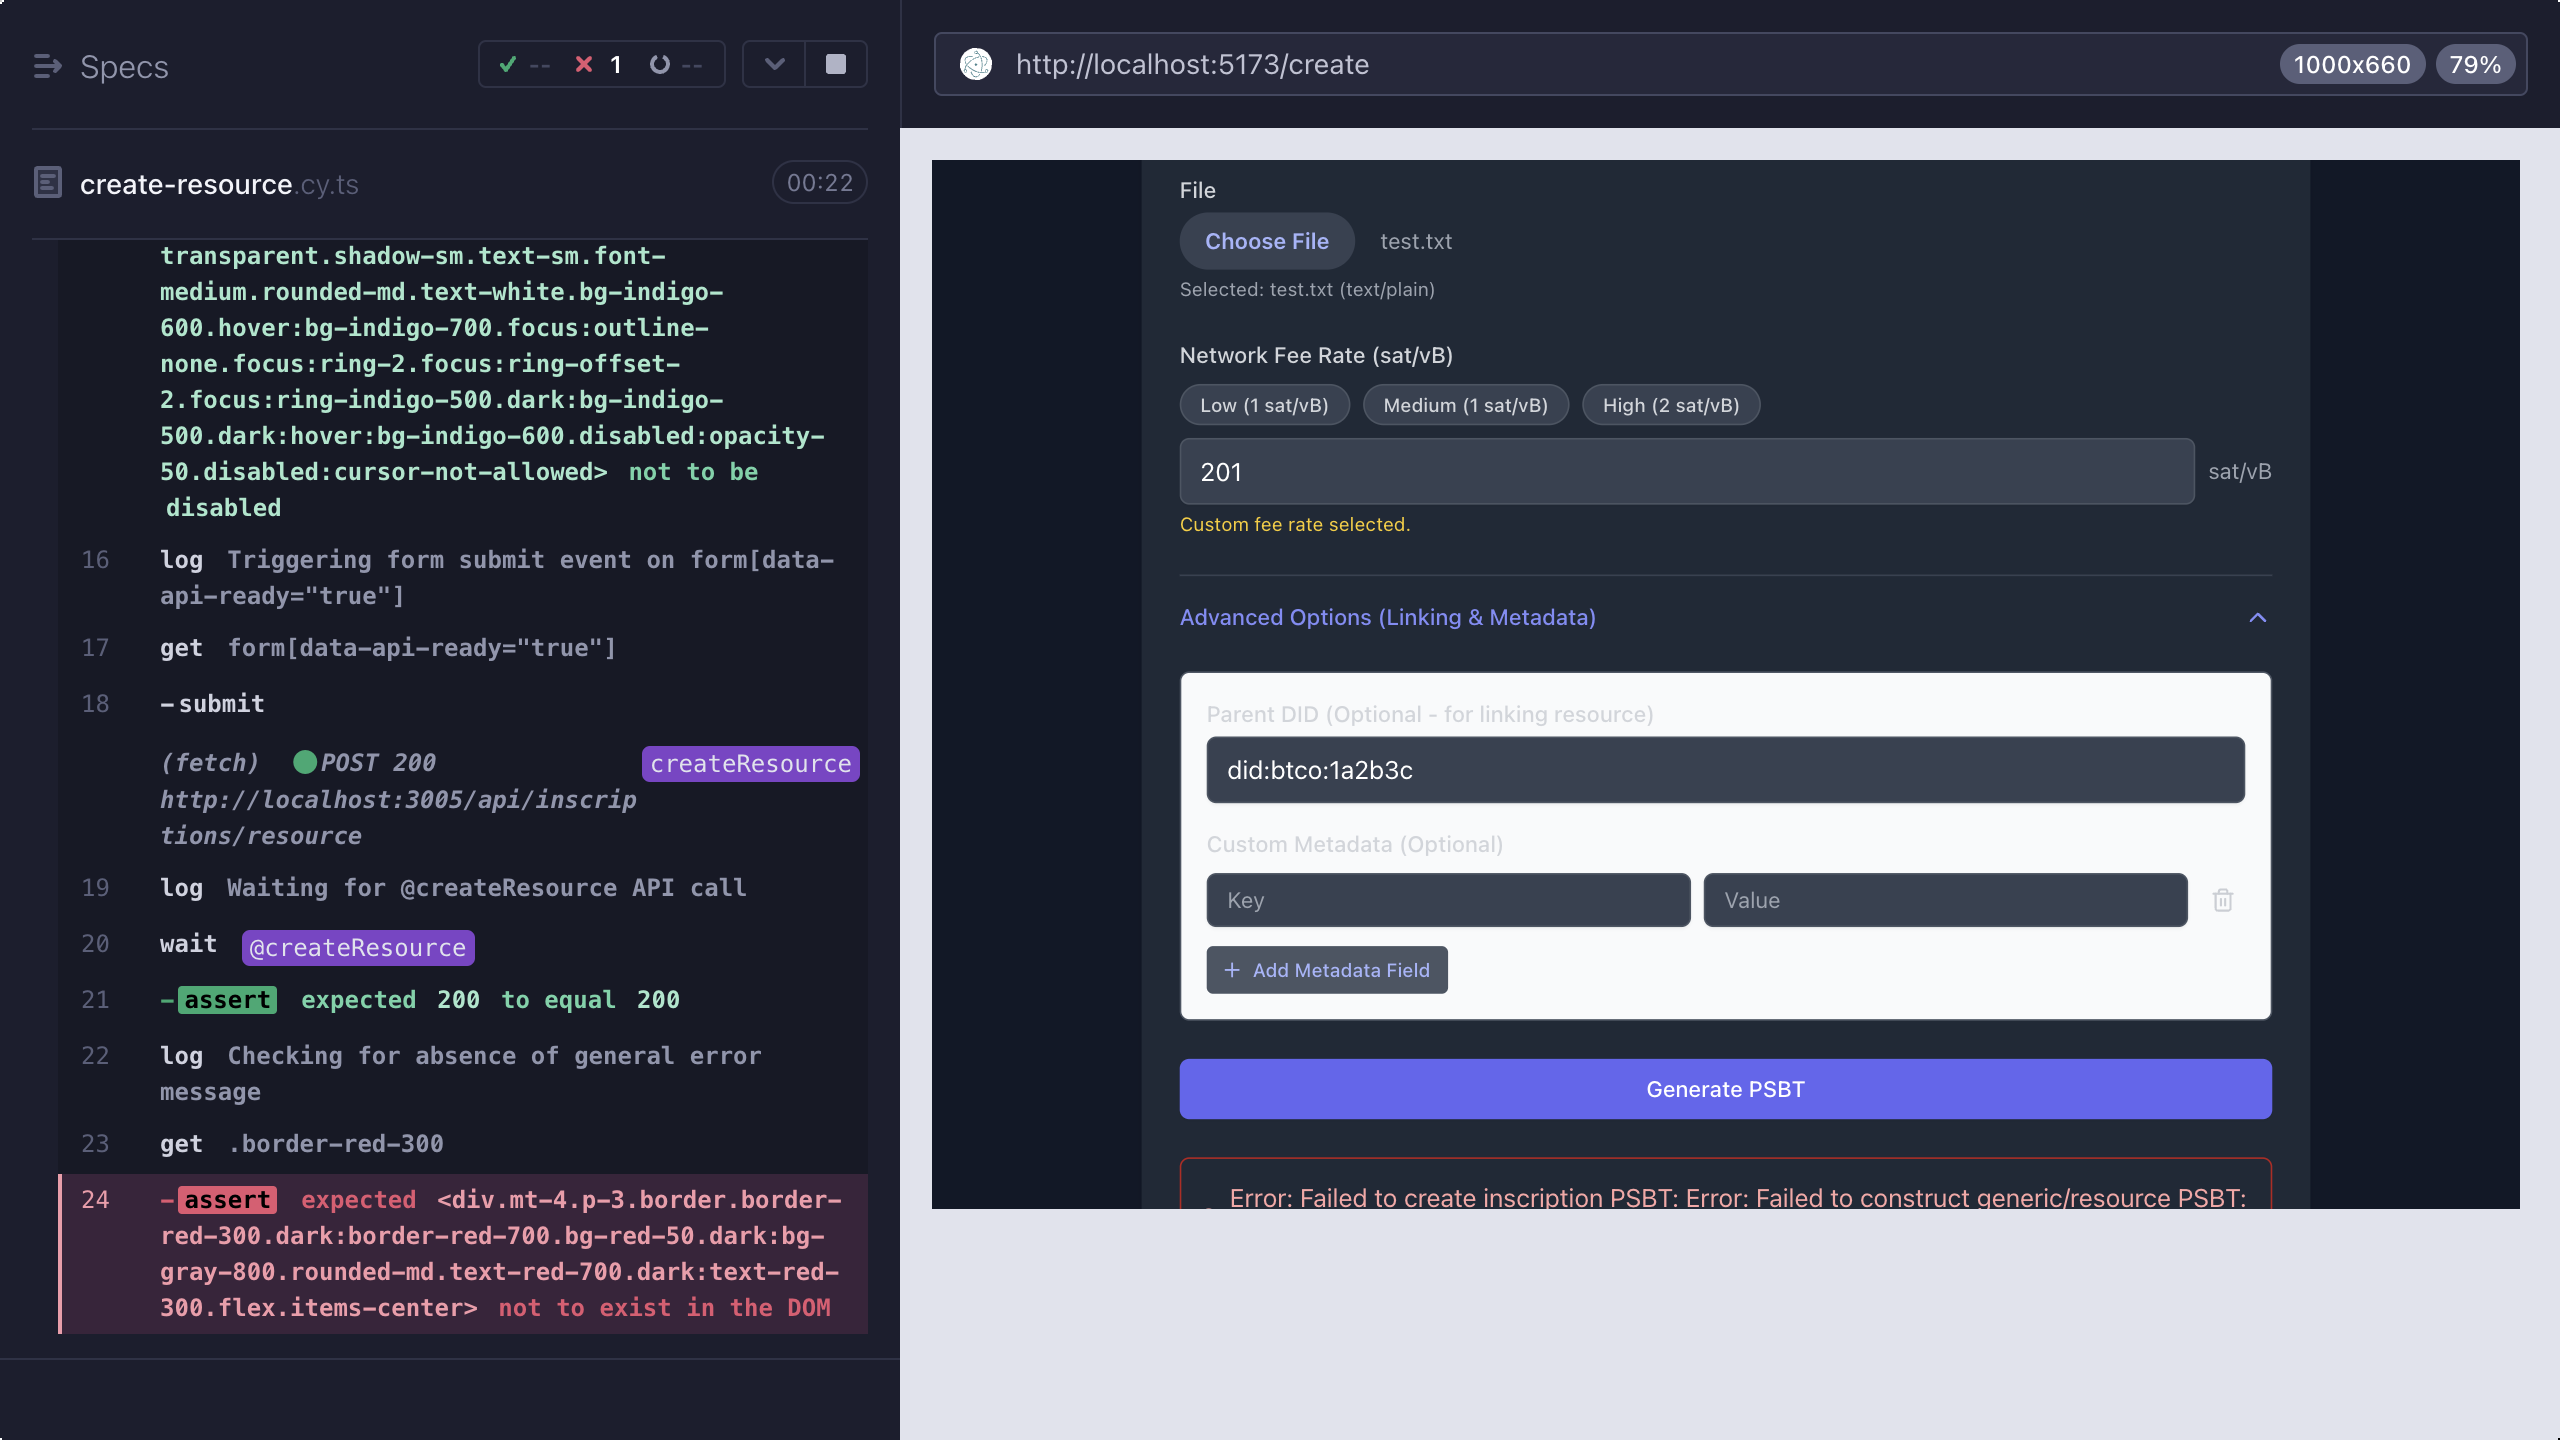 Specs
-- 1 --
create-resource.cy.ts
00:22
transparent.shadow-sm.text-sm.font-
medium.rounded-md.text-white.bg-indigo-
600.hover:bg-indigo-700.focus:outline-
none.focus:ring-2.focus:ring-offset-
2.focus:ring-indigo-500.dark:bg-indigo-
500.dark:hover:bg-indigo-600.disabled:opacity-
50.disabled:cursor-not-allowed> not to be
disabled
16 log Triggering form submit event on form[data-
api-ready="true"]
17 get form[data-api-ready="true"]
18 -submit
(fetch) POST 200 createResource
http://localhost:3005/api/inscrip
tions/resource
19 log Waiting for @createResource API call
20 wait @createResource
21 -assert expected 200 to equal 200
22 log Checking for absence of general error
message
23 get .border-red-300
24 -assert expected <div.mt-4.p-3.border.border-
red-300.dark:border-red-700.bg-red-50.dark:bg-
gray-800.rounded-md.text-red-700.dark:text-red-
300.flex.items-center> not to exist in the DOM
http://localhost:5173/create
1000x660 79%
File
Choose File test.txt
Selected: test.txt (text/plain)
Network Fee Rate (sat/vB)
Low (1 sat/vB) Medium (1 sat/vB) High (2 sat/vB)
201 sat/vB
Custom fee rate selected.
Advanced Options (Linking & Metadata)
Parent DID (Optional - for linking resource)
did:btco:1a2b3c
Custom Metadata (Optional)
Key Value
+ Add Metadata Field
Generate PSBT
Error: Failed to create inscription PSBT: Error: Failed to construct generic/resource PSBT: